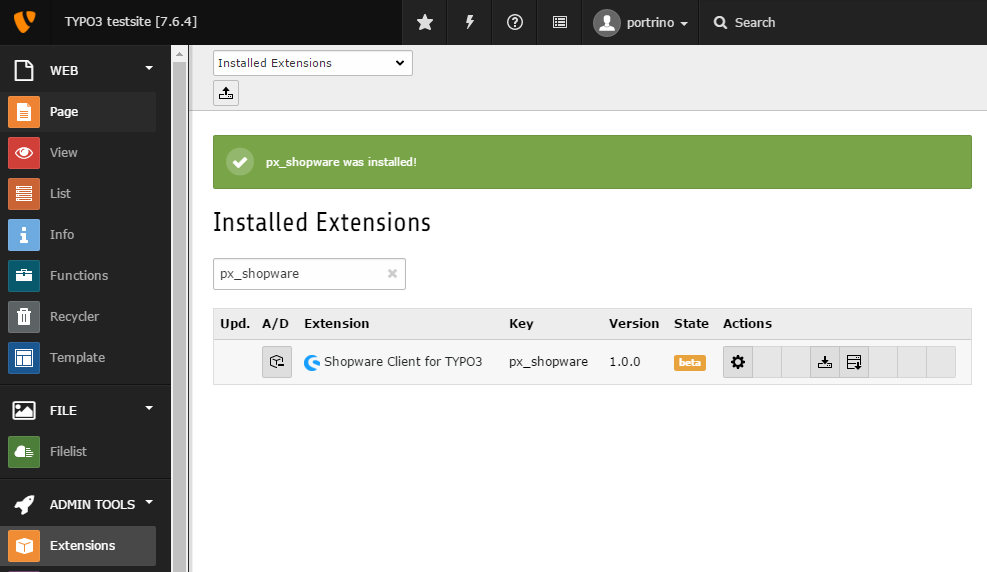 TYPO3 testsite [7.6.4]
portrino
Search
WEB
Page
View
List
Info
Functions
Recycler
Template
FILE
Filelist
ADMIN TOOLS
Extensions
Installed Extensions
px_shopware was installed!
Installed Extensions
px_shopware
Upd. A/D Extension Key Version State Actions
Shopware Client for TYPO3 px_shopware 1.0.0 beta